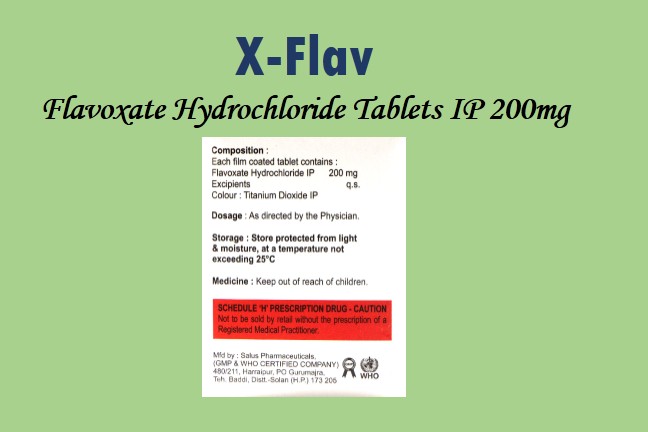 X-Flav
Flavoxate Hydrochloride Tablets IP 200mg
Composition :
Each film coated tablet contains :
Flavoxate Hydrochloride IP 200 mg
Excipients q.s.
Colour : Titanium Dioxide IP
Dosage : As directed by the Physician.
Storage : Store protected from light
& moisture, at a temperature not
exceeding 25°C
Medicine : Keep out of reach of children.
SCHEDULE 'H' PRESCRIPTION DRUG - CAUTION
Not to be sold by retail without the prescription of a
Registered Medical Practitioner.
Mfd by : Salus Pharmaceuticals.
(GMP & WHO CERTIFIED COMPANY)
480/211, Harraipur, PO Gurumajra,
Teh. Baddi, Distt.-Solan (H.P.) 173 205
WHO